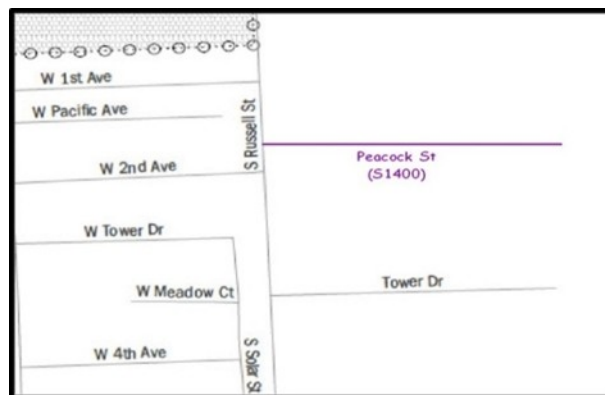 W 1st Ave
W Pacific Ave
S Russell St
Peacock St
(S1400)
W 2nd Ave
W Tower Dr
Tower Dr
W Meadow Ct
W 4th Ave
S Solar St